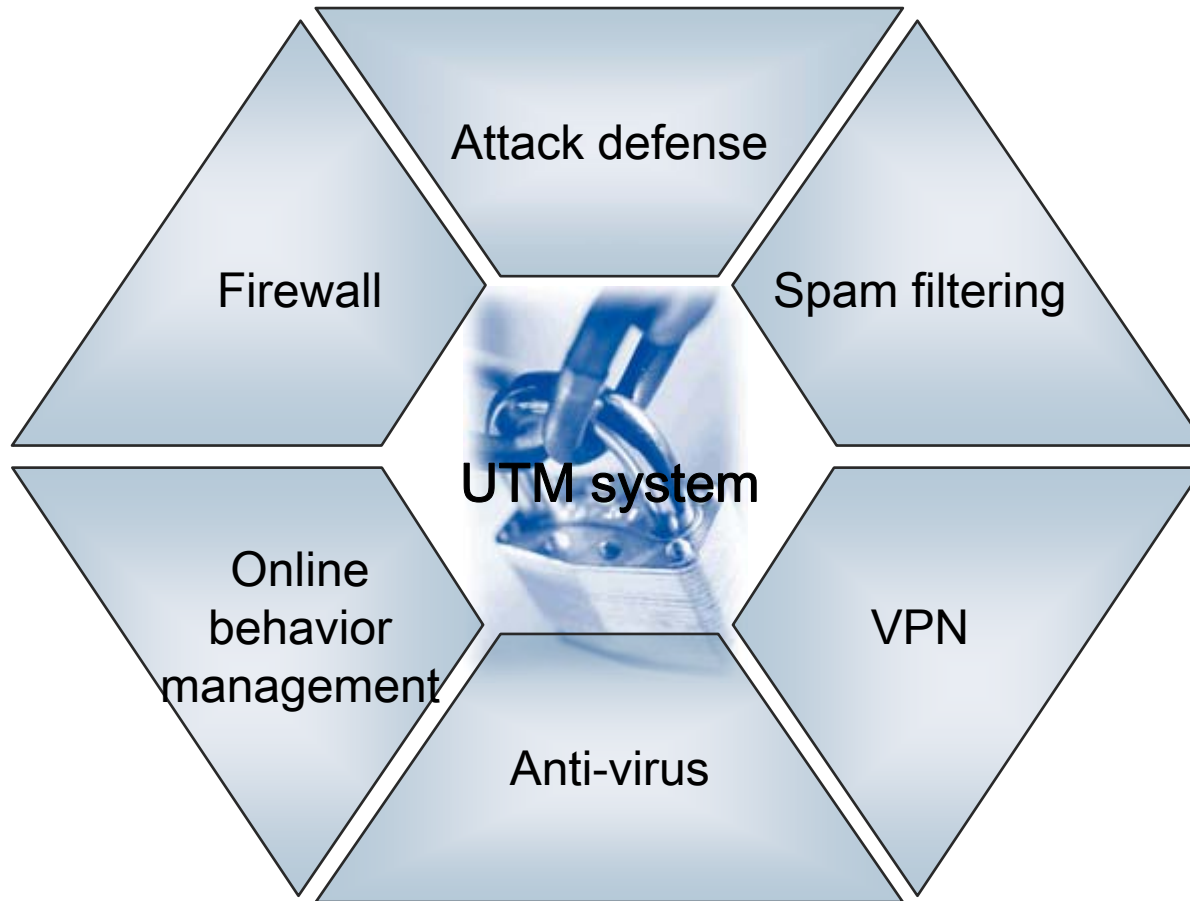 Attack defense
Firewall
Spam filtering
UTM system
Online
behavior
management
VPN
Anti-virus